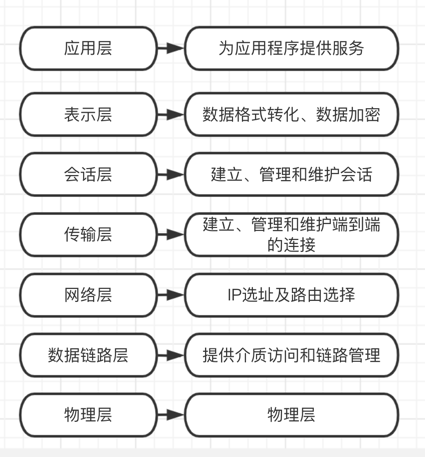 应用层 为应用程序提供服务
表示层 数据格式转化、数据加密
会话层 建立、管理和维护会话
传输层 建立、管理和维护端到端
的连接
网络层 IP选址及路由选择
数据链路层 提供介质访问和链路管理
物理层 物理层